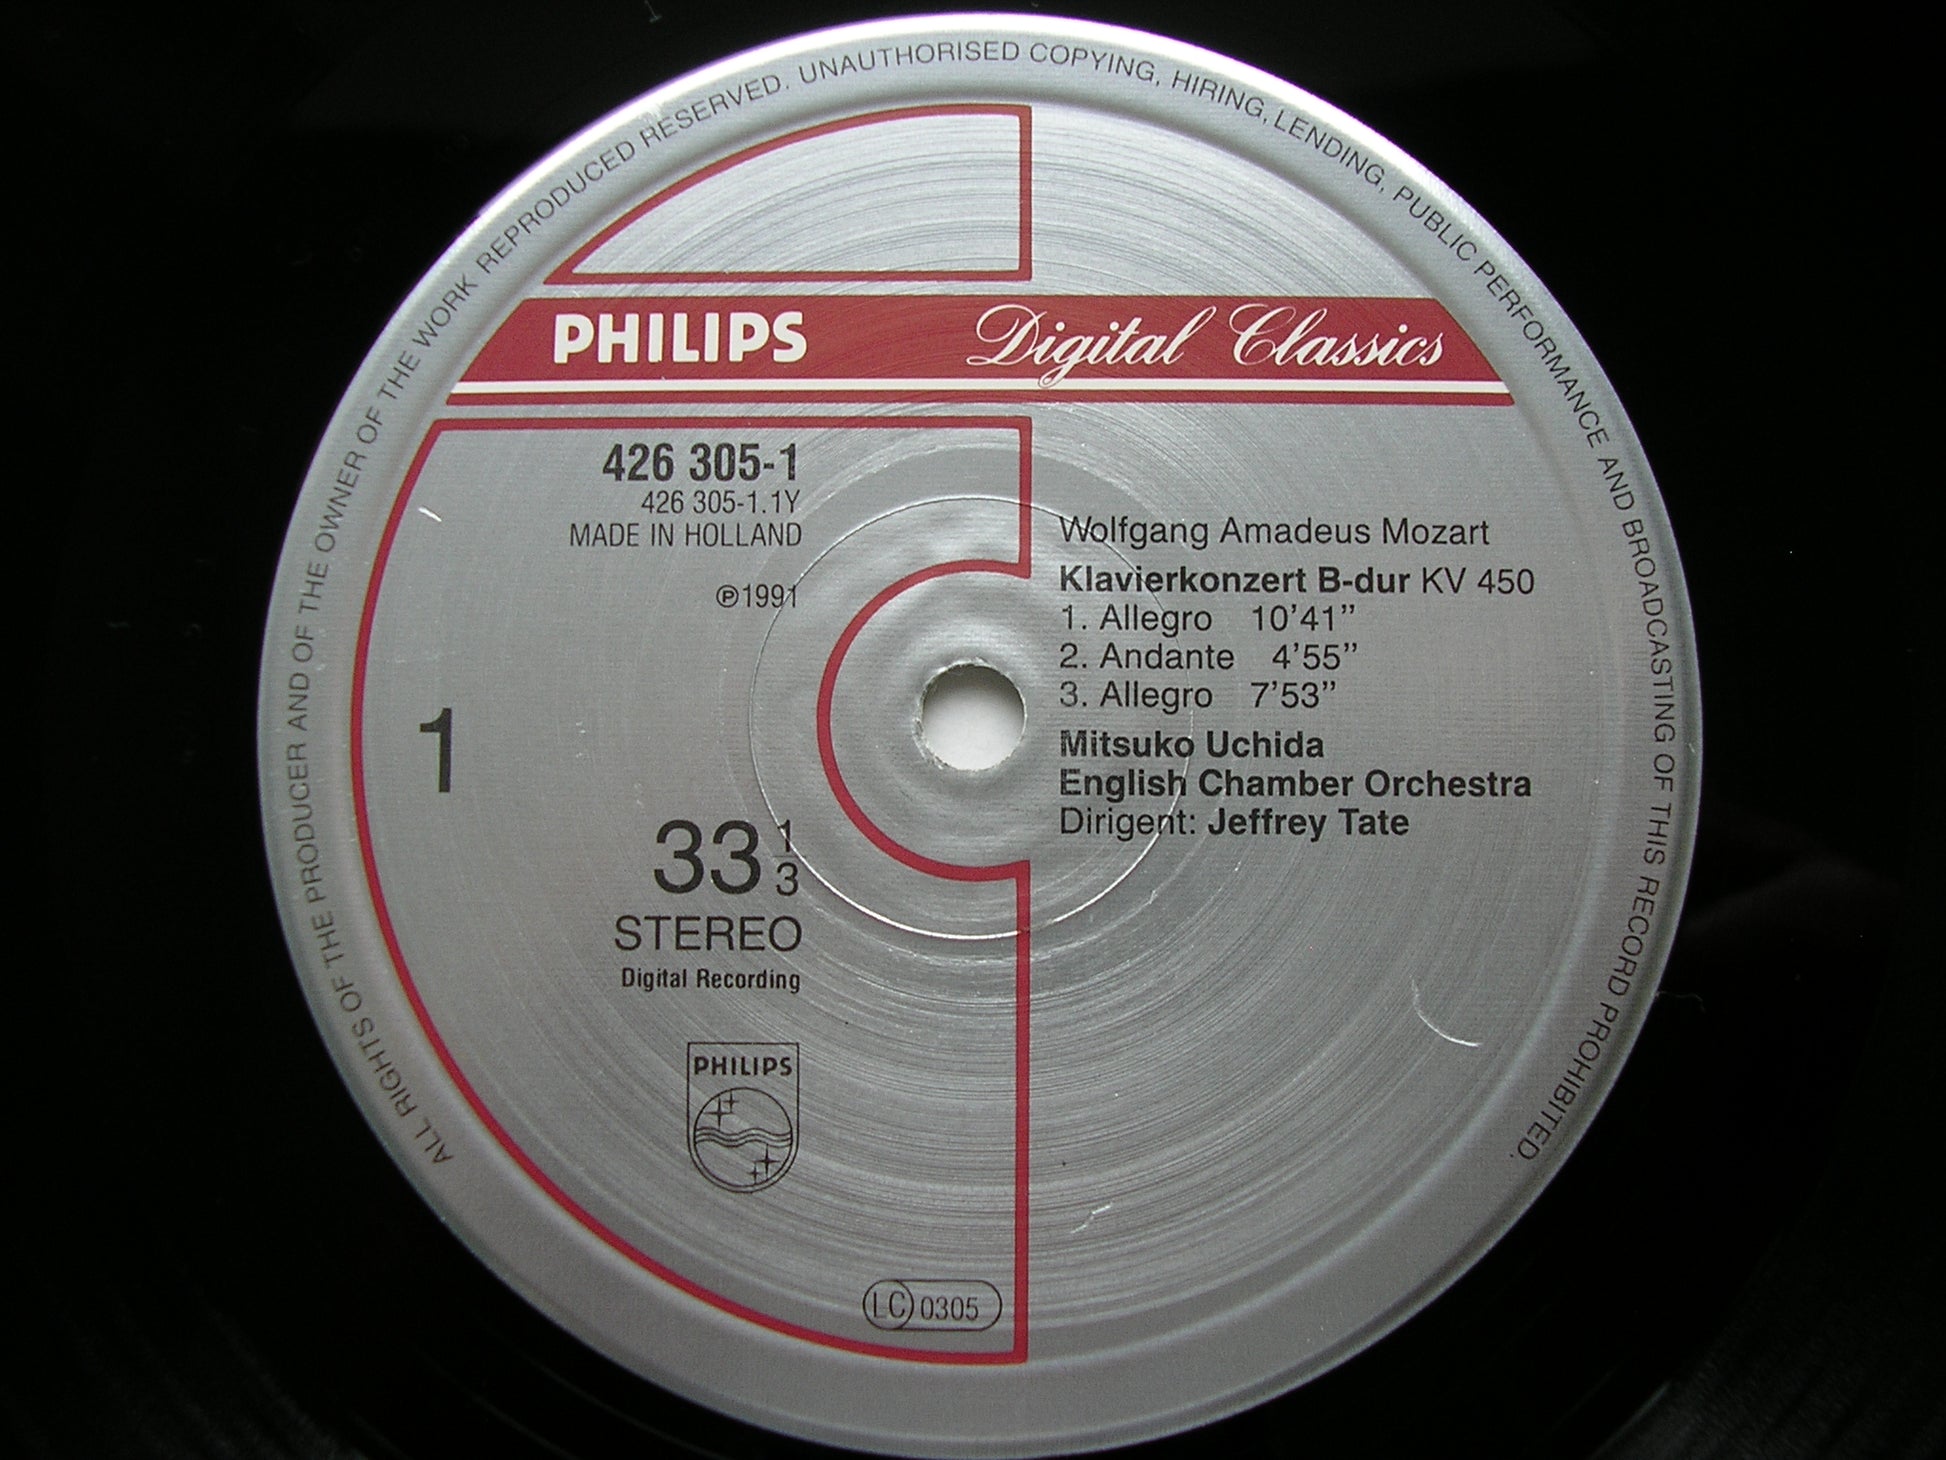 ALL RIGHTS OF THE PRODUCER AND OF THE OWNER OF THE WORK REPRODUCED RESERVED. UNAUTHORISED COPYING, HIRING, LENDING, PUBLIC PERFORMANCE AND BROADCASTING OF THIS RECORD PROHIBITED.
PHILIPS Digital Classics
426 305-1
426 305-1.1Y
MADE IN HOLLAND
℗1991
1
33 1/3
STEREO
Digital Recording
PHILIPS
LC 0305
Wolfgang Amadeus Mozart
Klavierkonzert B-dur KV 450
1. Allegro 10'41"
2. Andante 4'55"
3. Allegro 7'53"
Mitsuko Uchida
English Chamber Orchestra
Dirigent: Jeffrey Tate